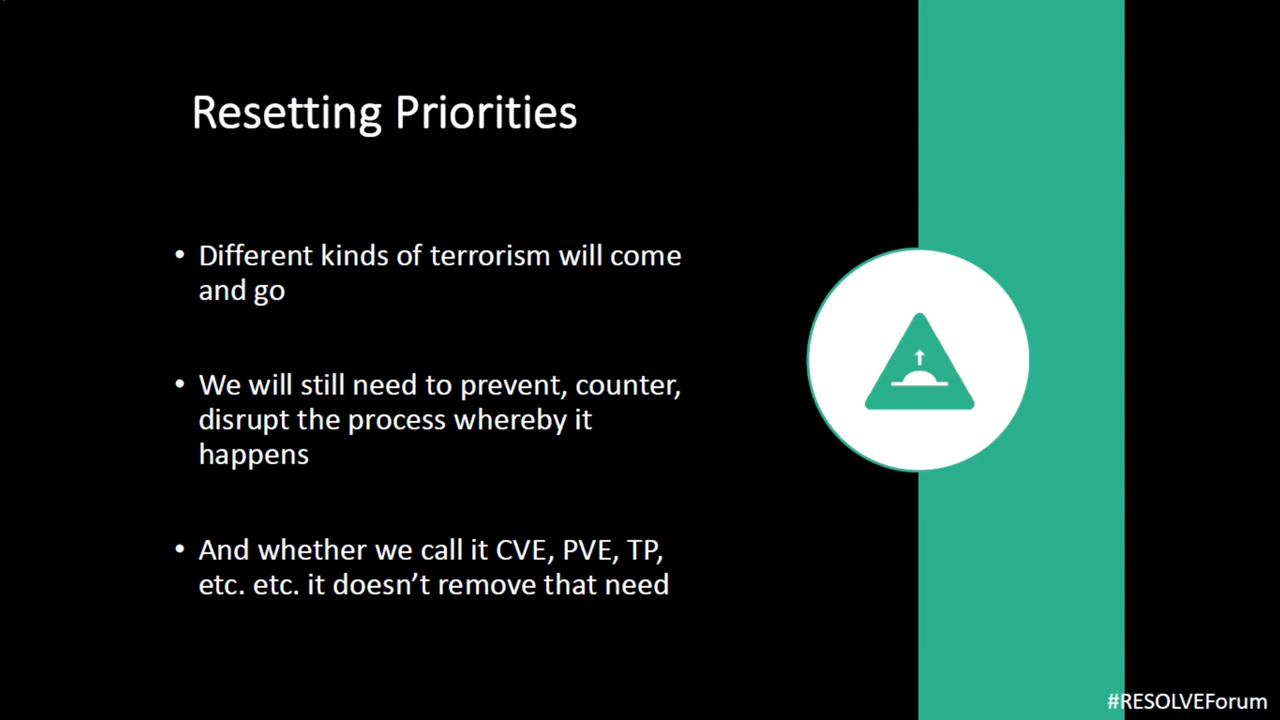 Resetting Priorities
• Different kinds of terrorism will come
and go
• We will still need to prevent, counter,
disrupt the process whereby it
happens
• And whether we call it CVE, PVE, TP,
etc. etc. it doesn’t remove that need
#RESOLVEForum